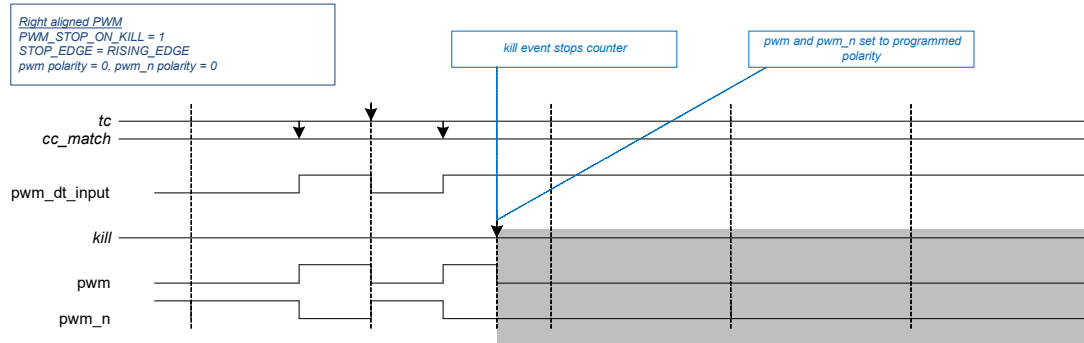 Right aligned PWM
PWM_STOP_ON_KILL = 1
STOP_EDGE = RISING_EDGE
pwm polarity = 0, pwm_n polarity = 0
kill event stops counter
pwm and pwm_n set to programmed
polarity
tc
cc_match
pwm_dt_input
kill
pwm
pwm_n